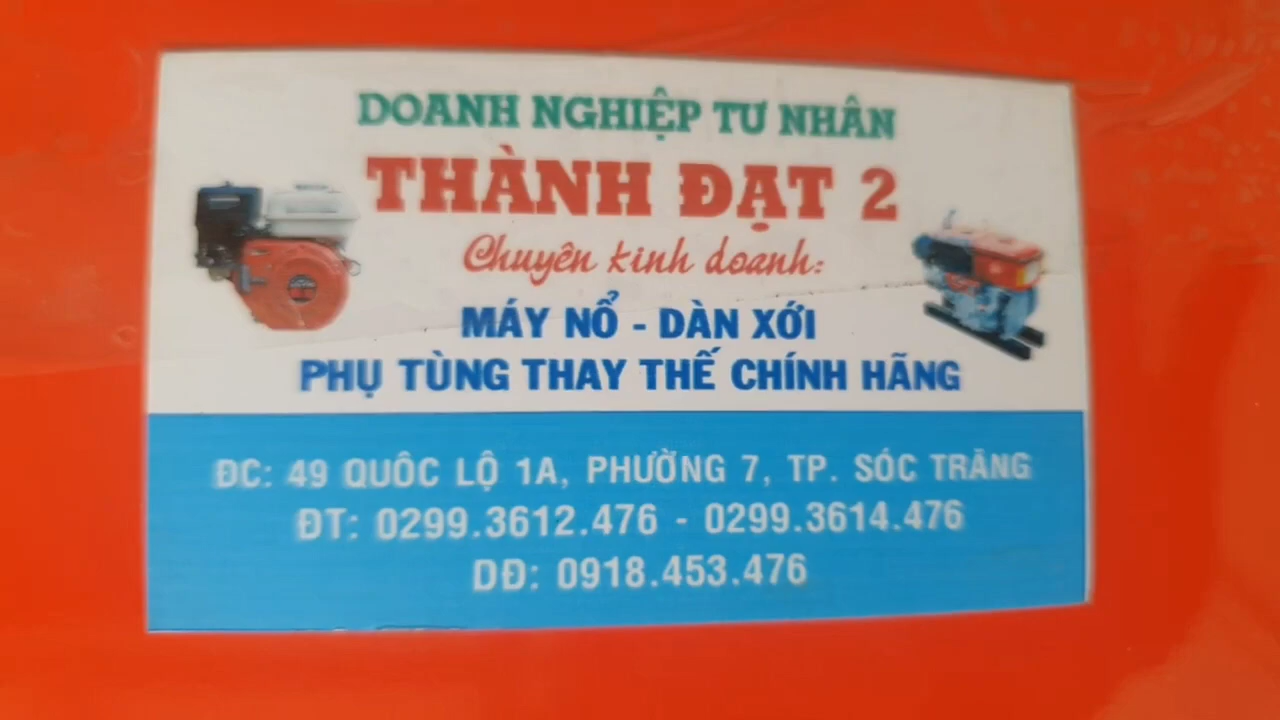 DOANH NGHIỆP TƯ NHÂN
THÀNH ĐẠT 2
Chuyên kinh doanh:
MÁY NỔ - DÀN XỚI
PHỤ TÙNG THAY THẾ CHÍNH HÃNG
ĐC: 49 QUỐC LỘ 1A, PHƯỜNG 7, TP. SÓC TRĂNG
ĐT: 0299.3612.476 - 0299.3614.476
DĐ: 0918.453.476